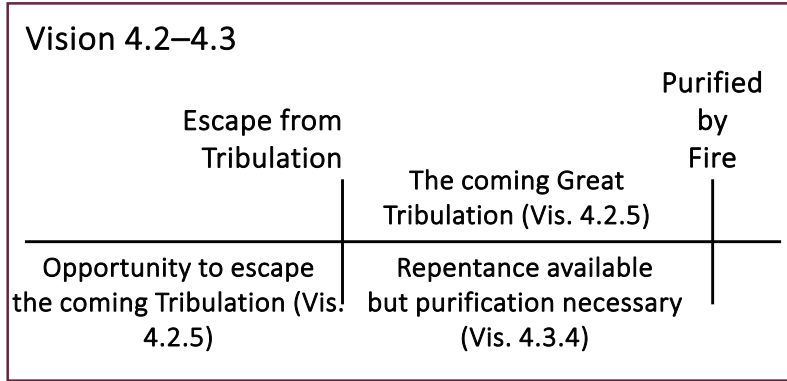 Vision 4.2–4.3
Escape from
Tribulation
Purified
by
Fire
The coming Great
Tribulation (Vis. 4.2.5)
Opportunity to escape
the coming Tribulation (Vis.
4.2.5)
Repentance available
but purification necessary
(Vis. 4.3.4)